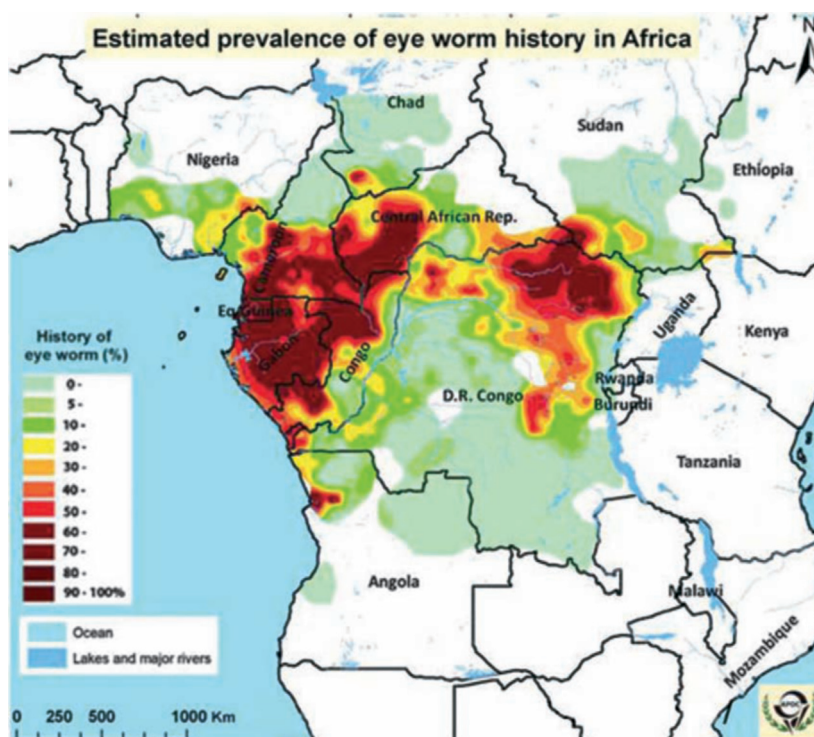 Estimated prevalence of eye worm history in Africa
N
Chad
Sudan
Nigeria
Ethiopia
Central African Rep.
Cameroon
Eq. Guinea
Gabon
Congo
Uganda
Kenya
Rwanda
D.R. Congo
Burundi
Tanzania
Angola
Malawi
Mozambique
History of
eye worm (%)
0 -
5 -
10 -
20 -
30 -
40 -
50 -
60 -
70 -
80 -
90 - 100%
Ocean
Lakes and major rivers
0 250 500 1000 Km
APOC